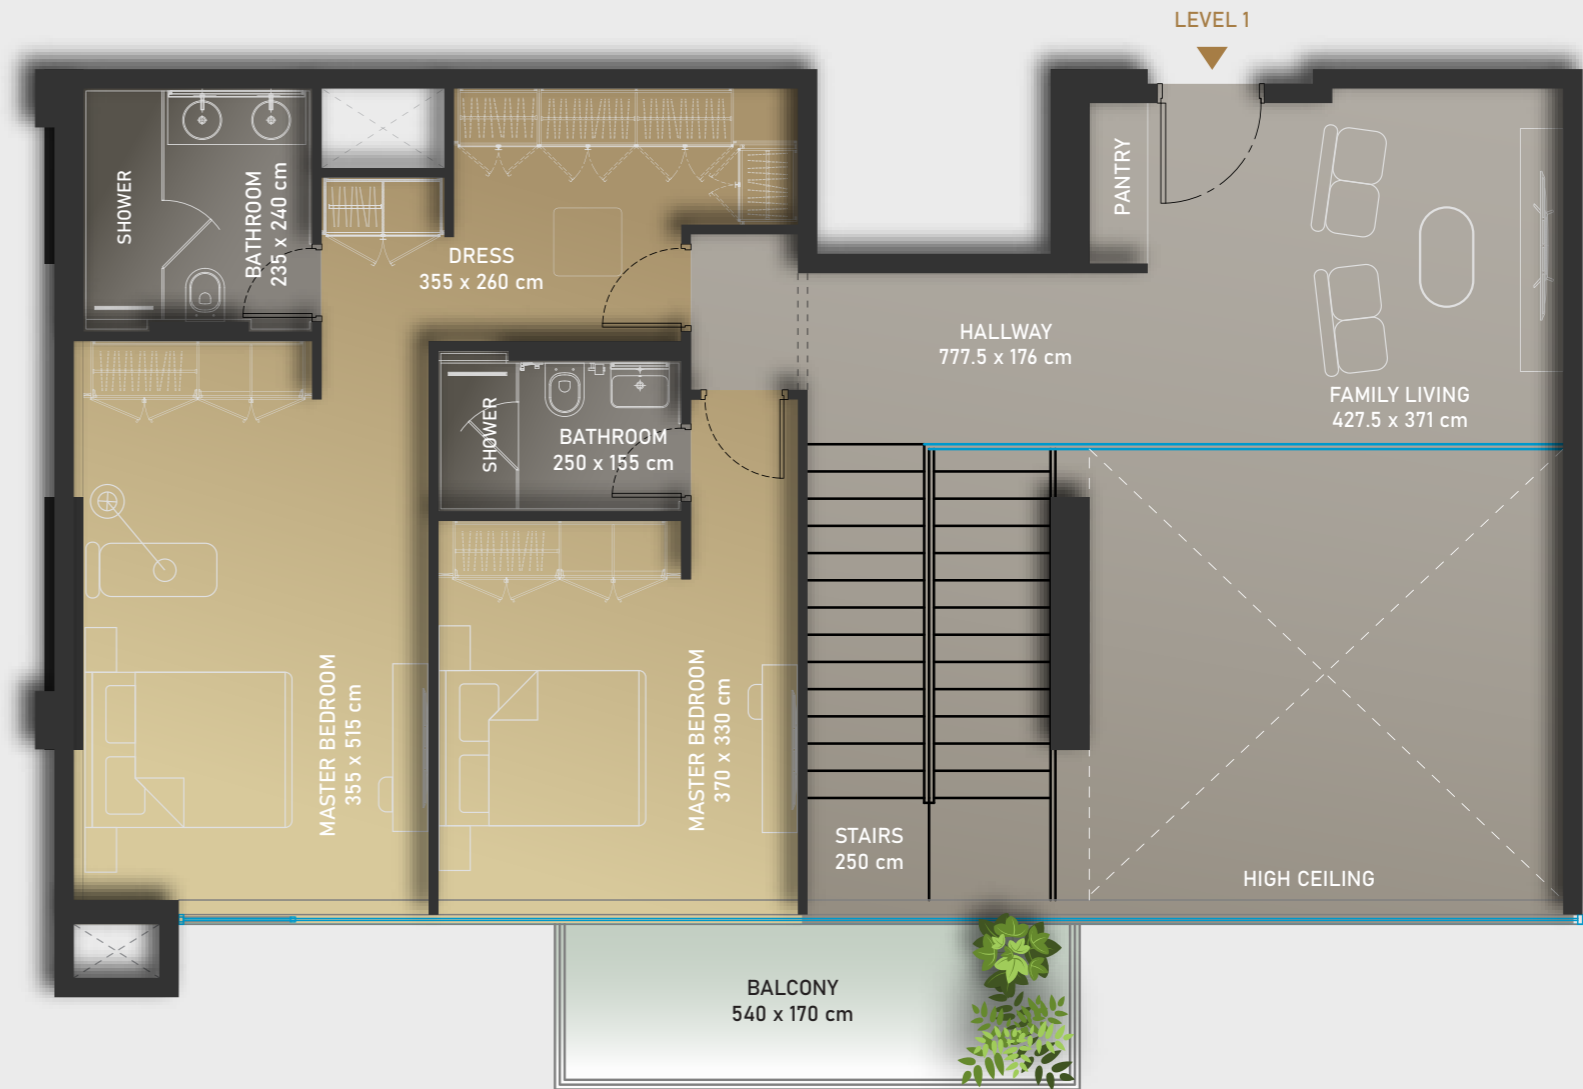 LEVEL 1
SHOWER
BATHROOM
235 x 240 cm
DRESS
355 x 260 cm
PANTRY
HALLWAY
777.5 x 176 cm
FAMILY LIVING
427.5 x 371 cm
SHOWER
BATHROOM
250 x 155 cm
MASTER BEDROOM
355 x 515 cm
MASTER BEDROOM
370 x 330 cm
STAIRS
250 cm
HIGH CEILING
BALCONY
540 x 170 cm